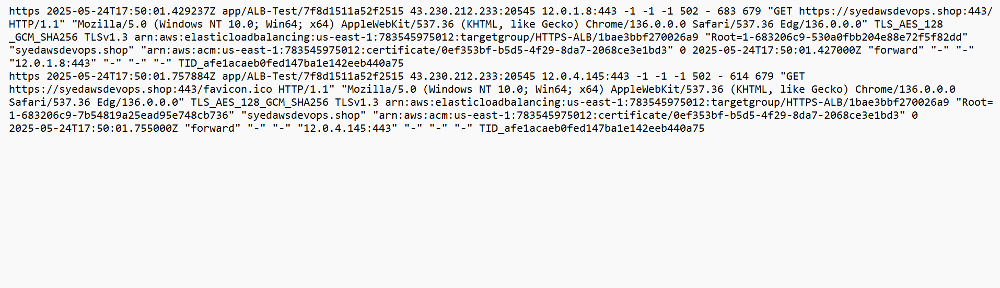 https 2025-05-24T17:50:01.429237Z app/ALB-Test/7f8d1511a52f2515 43.230.212.233:20545 12.0.1.8:443 -1 -1 -1 502 - 683 679 "GET https://syedawsdevops.shop:443/
HTTP/1.1" "Mozilla/5.0 (Windows NT 10.0; Win64; x64) AppleWebKit/537.36 (KHTML, like Gecko) Chrome/136.0.0.0 Safari/537.36 Edg/136.0.0.0" TLS_AES_128
_GCM_SHA256 TLSv1.3 arn:aws:elasticloadbalancing:us-east-1:783545975012:targetgroup/HTTPS-ALB/1bae3bbf270026a9 "Root=1-683206c9-530a0fbb204e88e72f5f82dd"
"syedawsdevops.shop" "arn:aws:acm:us-east-1:783545975012:certificate/0ef353bf-b5d5-4f29-8da7-2068ce3e1bd3" 0 2025-05-24T17:50:01.427000Z "forward" "-" "-"
"12.0.1.8:443" "-" "-" "-" TID_afe1acaeb0fed147ba1e142eeb440a75
https 2025-05-24T17:50:01.757884Z app/ALB-Test/7f8d1511a52f2515 43.230.212.233:20545 12.0.4.145:443 -1 -1 -1 502 - 614 679 "GET
https://syedawsdevops.shop:443/favicon.ico HTTP/1.1" "Mozilla/5.0 (Windows NT 10.0; Win64; x64) AppleWebKit/537.36 (KHTML, like Gecko) Chrome/136.0.0.0
Safari/537.36 Edg/136.0.0.0" TLS_AES_128_GCM_SHA256 TLSv1.3 arn:aws:elasticloadbalancing:us-east-1:783545975012:targetgroup/HTTPS-ALB/1bae3bbf270026a9 "Root=
1-683206c9-7b54819a25ead95e748cb736" "syedawsdevops.shop" "arn:aws:acm:us-east-1:783545975012:certificate/0ef353bf-b5d5-4f29-8da7-2068ce3e1bd3" 0
2025-05-24T17:50:01.755000Z "forward" "-" "-" "12.0.4.145:443" "-" "-" "-" TID_afe1acaeb0fed147ba1e142eeb440a75